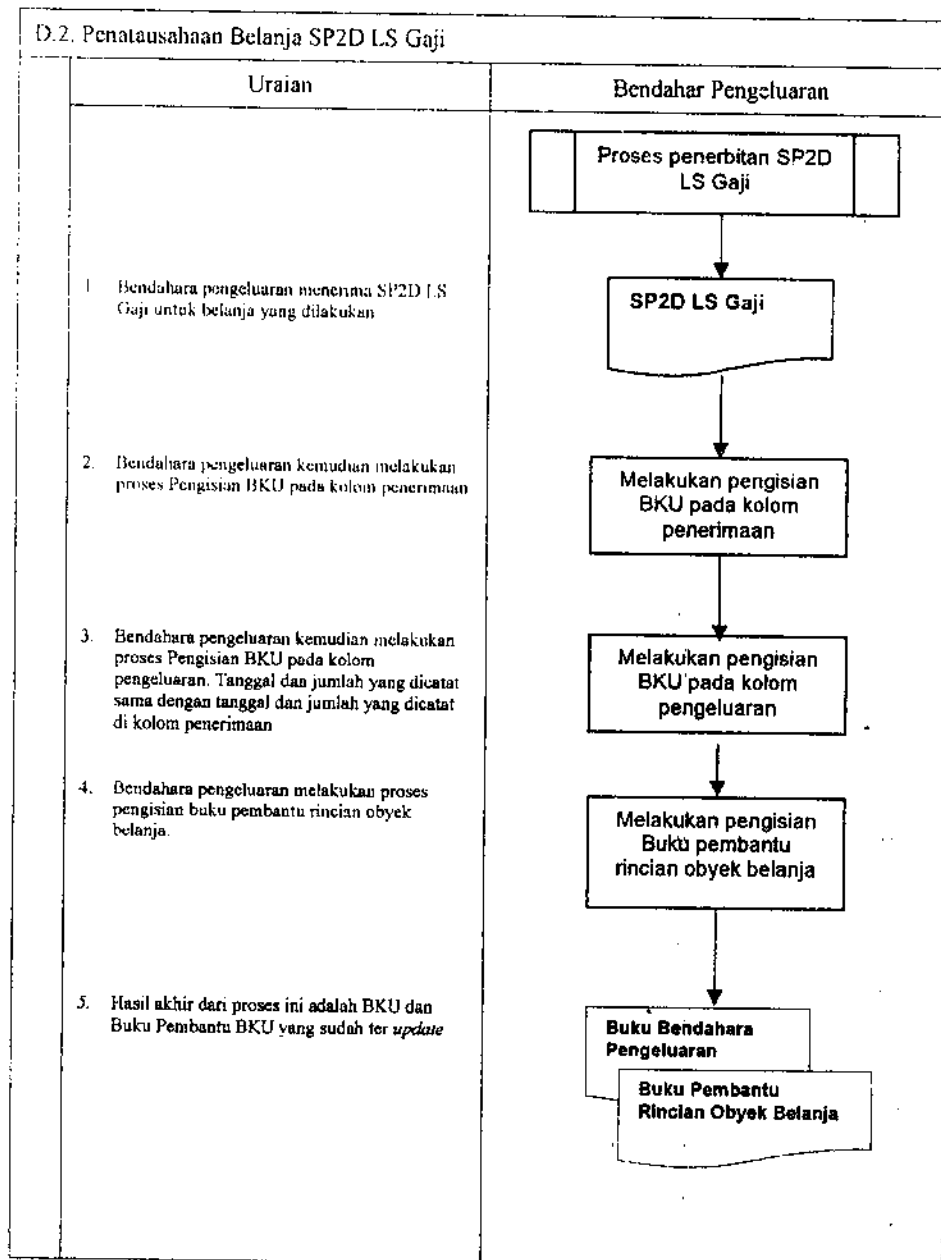 D.2. Penatausahaan Belanja SP2D LS Gaji
Uraian
Bendahar Pengeluaran
Proses penerbitan SP2D
LS Gaji
1 Bendahara pengeluaran menerima SP2D LS
Gaji untuk belanja yang dilakukan
SP2D LS Gaji
2. Bendahara pengeluaran kemudian melakukan
proses Pengisian BKU pada kolom penerimaan
Melakukan pengisian
BKU pada kolom
penerimaan
3. Bendahara pengeluaran kemudian melakukan
proses Pengisian BKU pada kolom
pengeluaran. Tanggal dan jumlah yang dicatat
sama dengan tanggal dan jumlah yang dicatat
di kolom penerimaan
Melakukan pengisian
BKU pada kolom
pengeluaran
4. Bendahara pengeluaran melakukan proses
pengisian buku pembantu rincian obyek
belanja.
Melakukan pengisian
Buku pembantu
rincian obyek belanja
5. Hasil akhir dari proses ini adalah BKU dan
Buku Pembantu BKU yang sudah ter update
Buku Bendahara
Pengeluaran
Buku Pembantu
Rincian Obyek Belanja